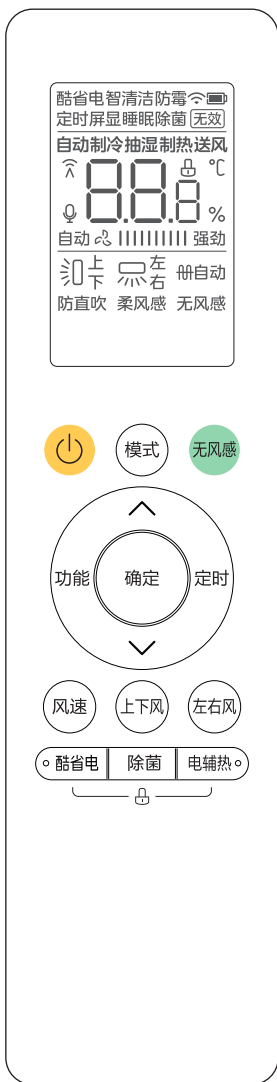 酷省电智清洁防霉
定时屏显睡眠除菌 无效
自动制冷抽湿制热送风
88.8 ℃
%
自动 强劲
上下 左右 自动
防直吹 柔风感 无风感
模式 无风感
功能 确定 定时
风速 上下风 左右风
酷省电 除菌 电辅热